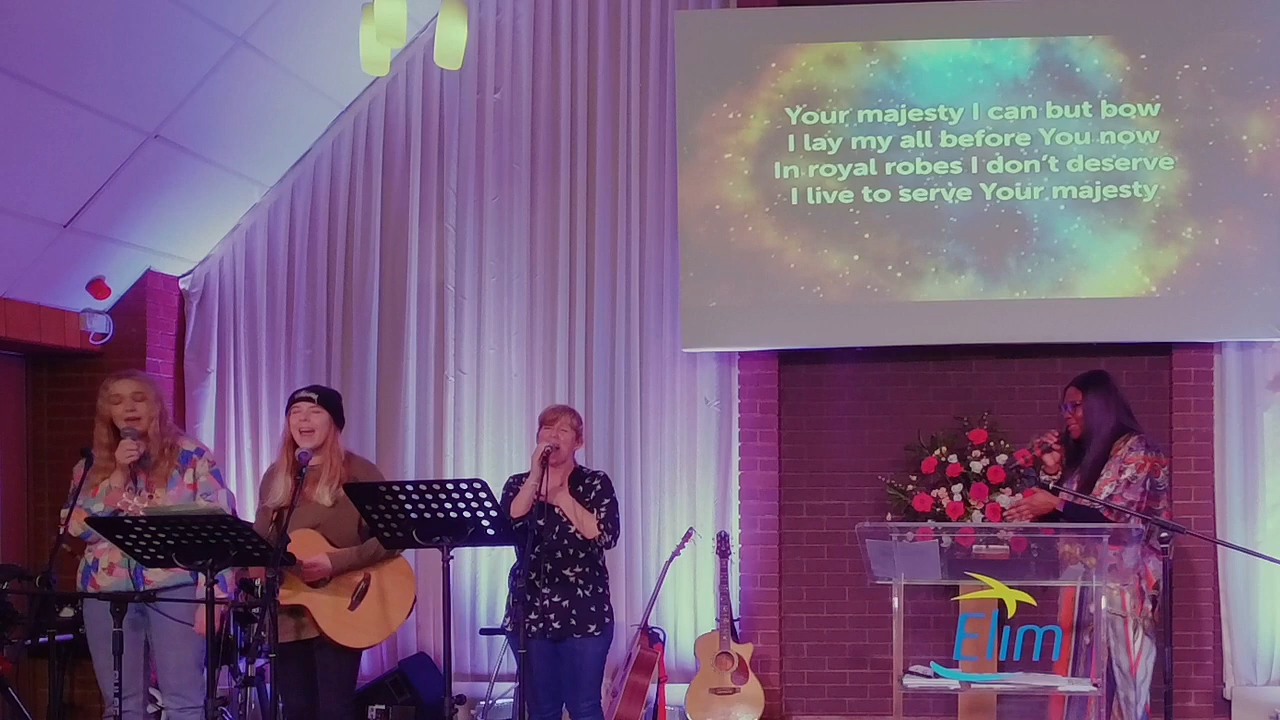 Your majesty I can but bow
I lay my all before You now
In royal robes I don't deserve
I live to serve Your majesty
Elim